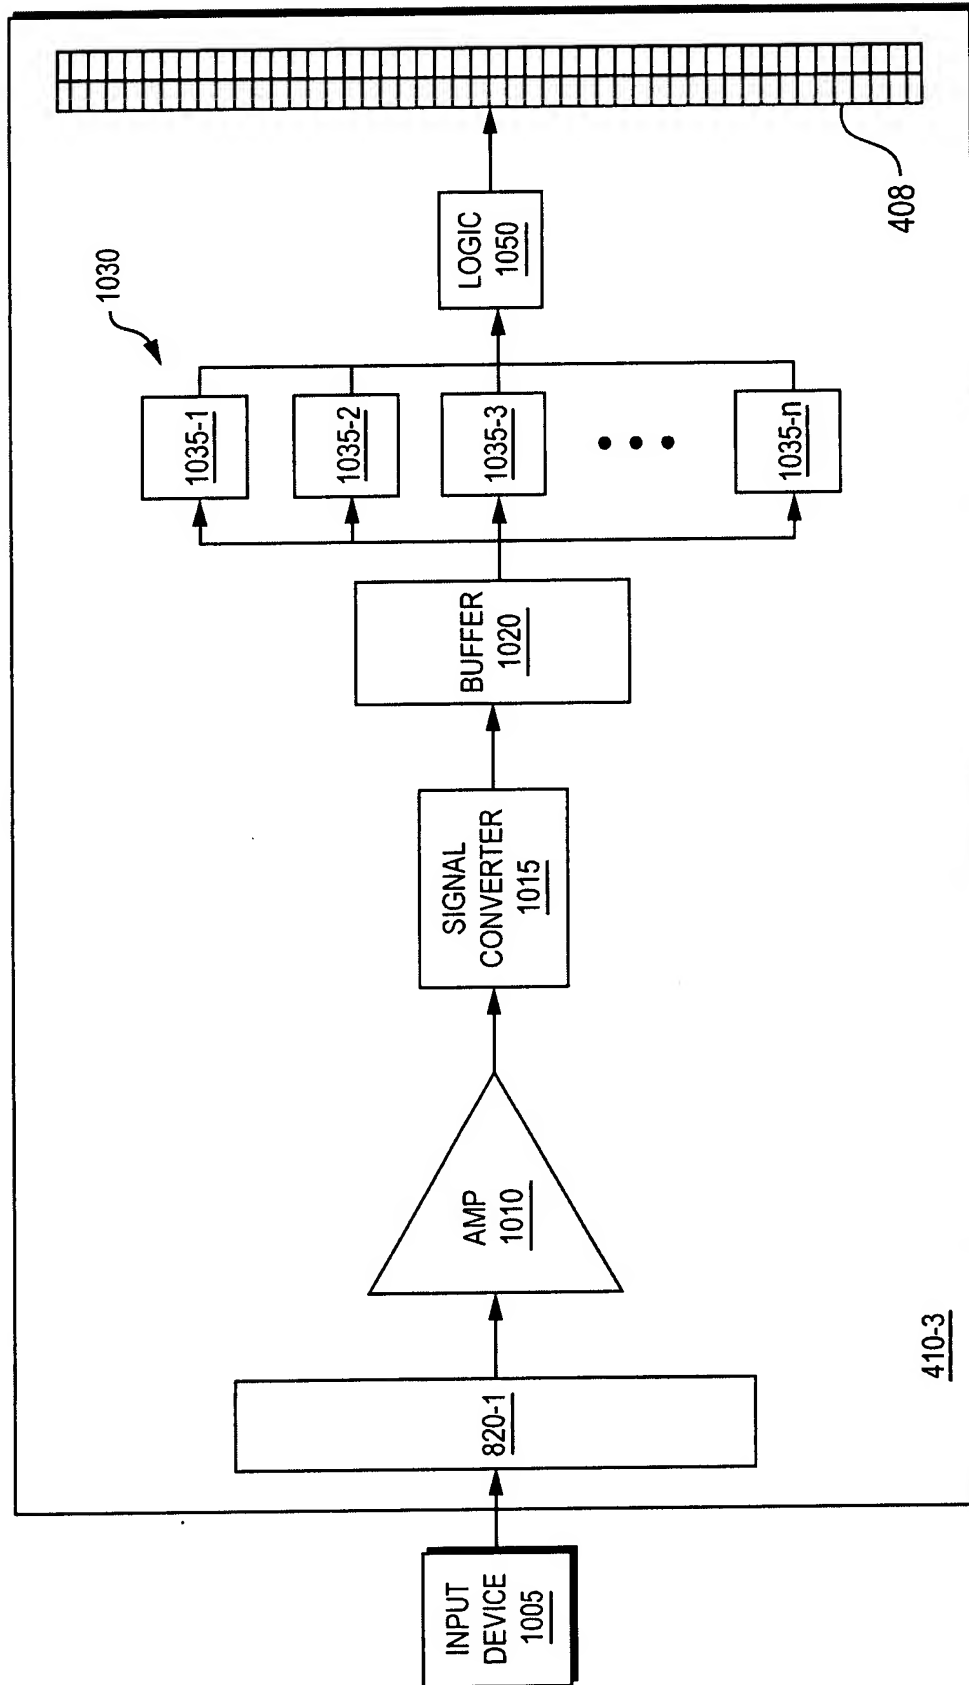 INPUT
DEVICE
1005
820-1
AMP
1010
SIGNAL
CONVERTER
1015
BUFFER
1020
1030
1035-1
1035-2
1035-3
1035-n
LOGIC
1050
408
410-3